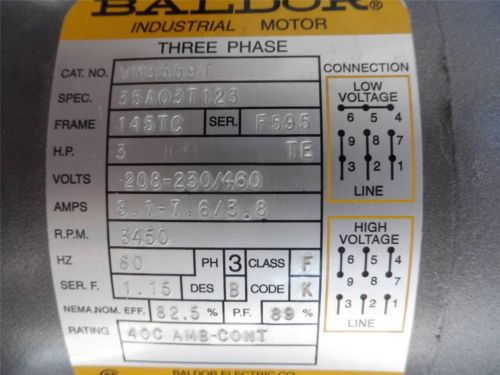 BALDOR®
INDUSTRIAL MOTOR
THREE PHASE
CAT. NO. VM3559T
SPEC. 35A03T123
FRAME 145TC SER. F595
H.P. 3 TE
VOLTS 208-230/460
AMPS 8.1-7.6/3.8
R.P.M. 3450
HZ 60 PH 3 CLASS F
SER. F. 1.15 DES B CODE K
NEMA.NOM. EFF. 82.5 % P.F. 89 %
RATING 40C AMB-CONT
BALDOR ELECTRIC CO
CONNECTION
LOW
VOLTAGE
6 5 4
9 8 7
3 2 1
LINE
HIGH
VOLTAGE
6 5 4
9 8 7
3 2 1
LINE